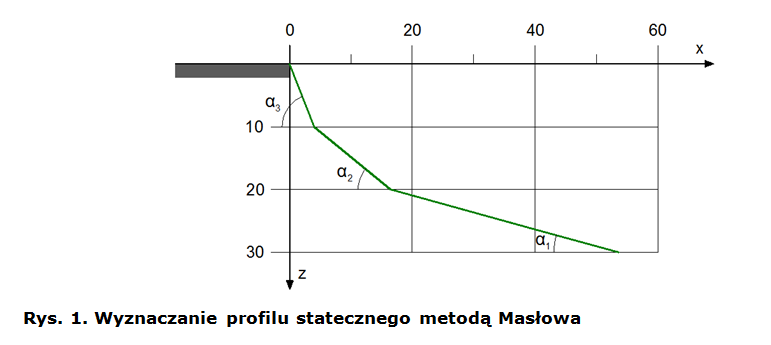 0 20 40 60
x
α3
10
α2
20
α1
30
z
Rys. 1. Wyznaczanie profilu statecznego metodą Masłowa